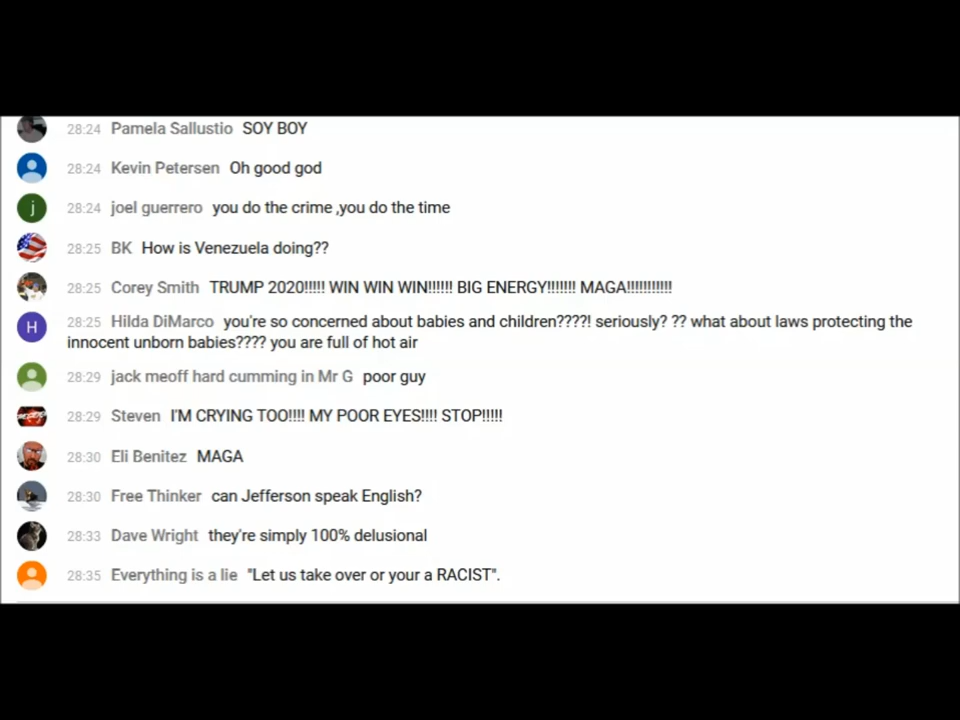 28:24 Pamela Sallustio SOY BOY
28:24 Kevin Petersen Oh good god
j 28:24 joel guerrero you do the crime ,you do the time
28:25 BK How is Venezuela doing??
28:25 Corey Smith TRUMP 2020!!!!! WIN WIN WIN!!!!!! BIG ENERGY!!!!!!! MAGA!!!!!!!!!!!
H 28:25 Hilda DiMarco you're so concerned about babies and children????! seriously? ?? what about laws protecting the
innocent unborn babies???? you are full of hot air
28:29 jack meoff hard cumming in Mr G poor guy
28:29 Steven I'M CRYING TOO!!!! MY POOR EYES!!!! STOP!!!!!
28:30 Eli Benitez MAGA
28:30 Free Thinker can Jefferson speak English?
28:33 Dave Wright they're simply 100% delusional
28:35 Everything is a lie "Let us take over or your a RACIST".